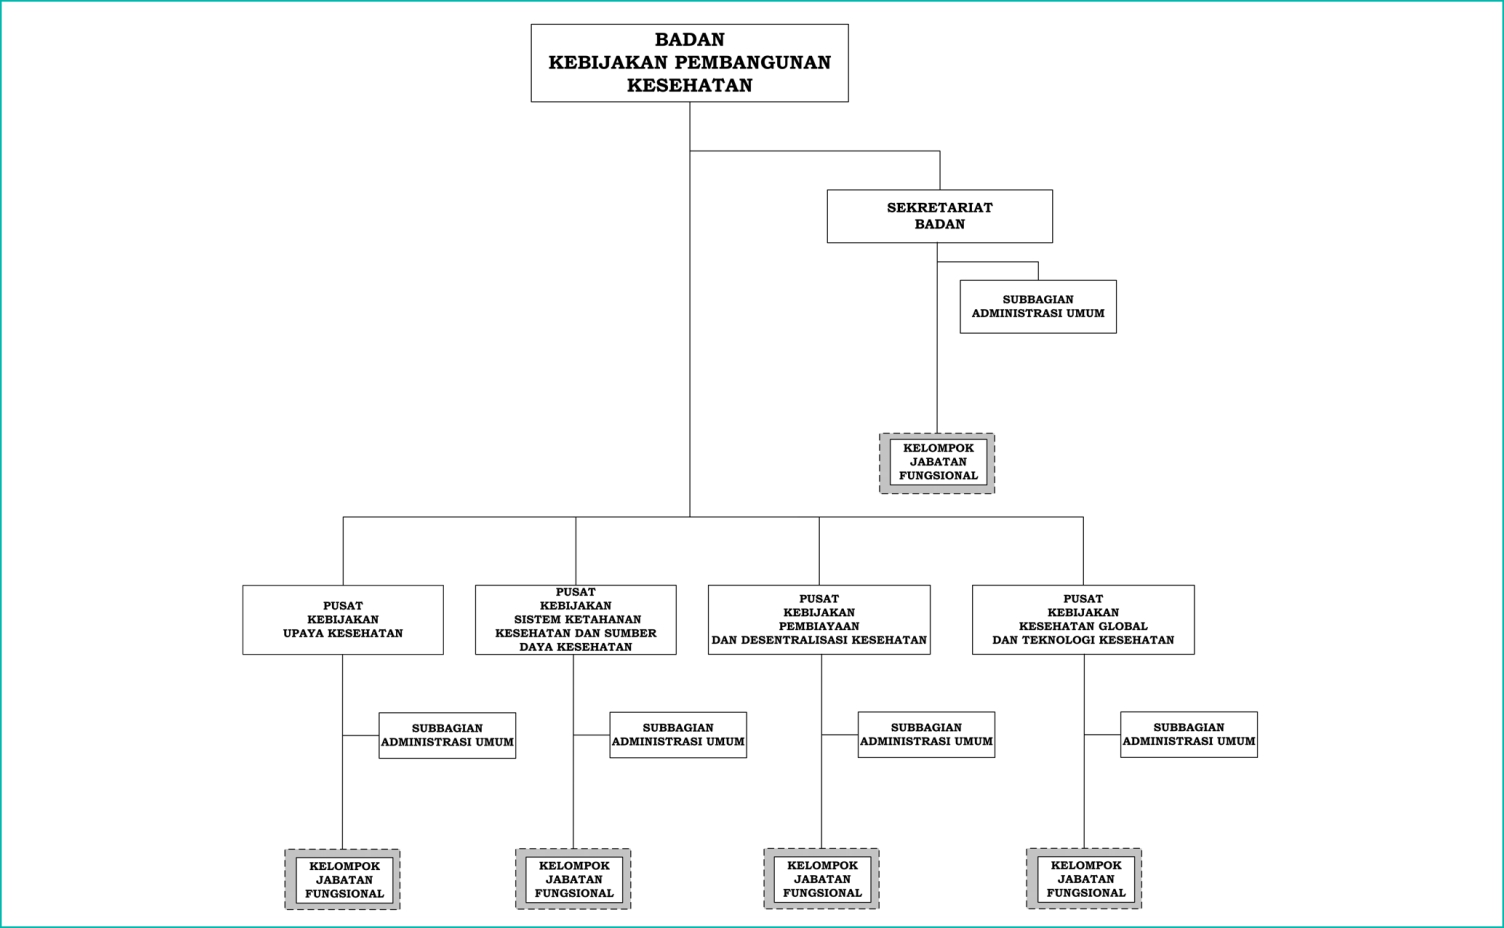 BADAN
KEBIJAKAN PEMBANGUNAN
KESEHATAN
SEKRETARIAT
BADAN
SUBBAGIAN
ADMINISTRASI UMUM
KELOMPOK
JABATAN
FUNGSIONAL
PUSAT
KEBIJAKAN
UPAYA KESEHATAN
PUSAT
KEBIJAKAN
SISTEM KETAHANAN
KESEHATAN DAN SUMBER
DAYA KESEHATAN
PUSAT
KEBIJAKAN
PEMBIAYAAN
DAN DESENTRALISASI KESEHATAN
PUSAT
KEBIJAKAN
KESEHATAN GLOBAL
DAN TEKNOLOGI KESEHATAN
SUBBAGIAN
ADMINISTRASI UMUM
SUBBAGIAN
ADMINISTRASI UMUM
SUBBAGIAN
ADMINISTRASI UMUM
SUBBAGIAN
ADMINISTRASI UMUM
KELOMPOK
JABATAN
FUNGSIONAL
KELOMPOK
JABATAN
FUNGSIONAL
KELOMPOK
JABATAN
FUNGSIONAL
KELOMPOK
JABATAN
FUNGSIONAL